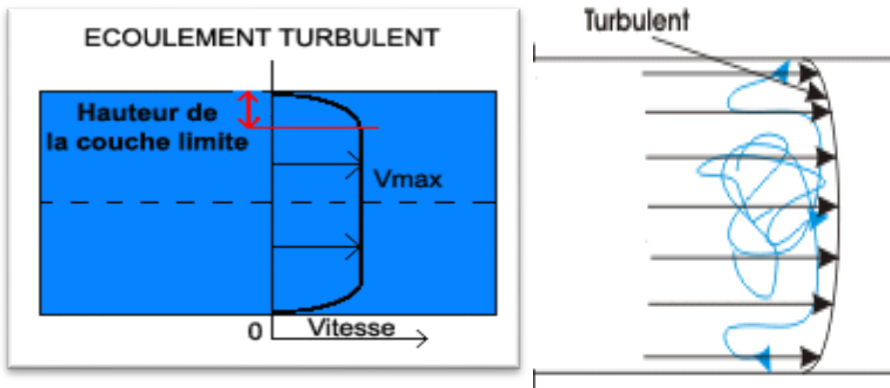 ECOULEMENT TURBULENT
Hauteur de
la couche limite
Vmax
0
Vitesse
Turbulent